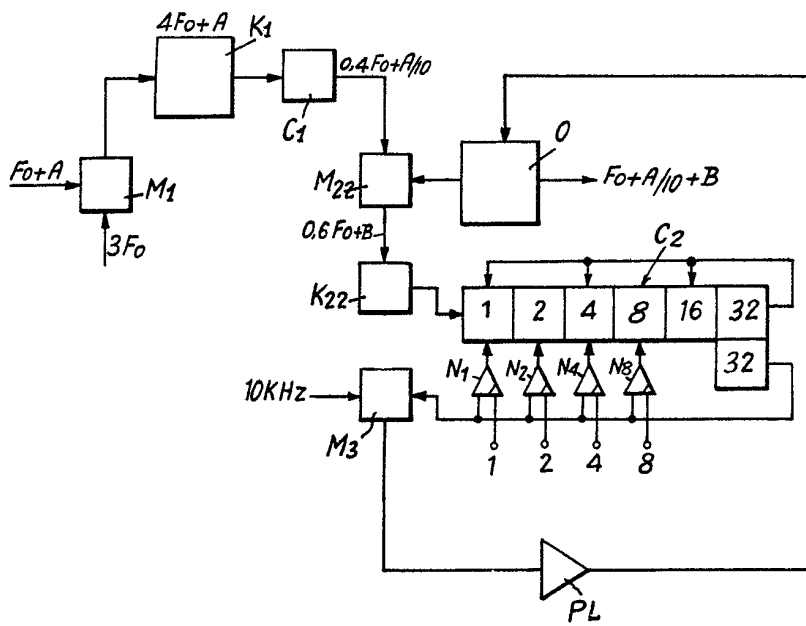 4Fo+A
K1
0,4Fo+A/10
C1
O
Fo+A
M1
M22
Fo+A/10+B
3Fo
0,6Fo+B
C2
K22
1 2 4 8 16 32
32
N1 N2 N4 N8
10KHz
M3
1 2 4 8
PL